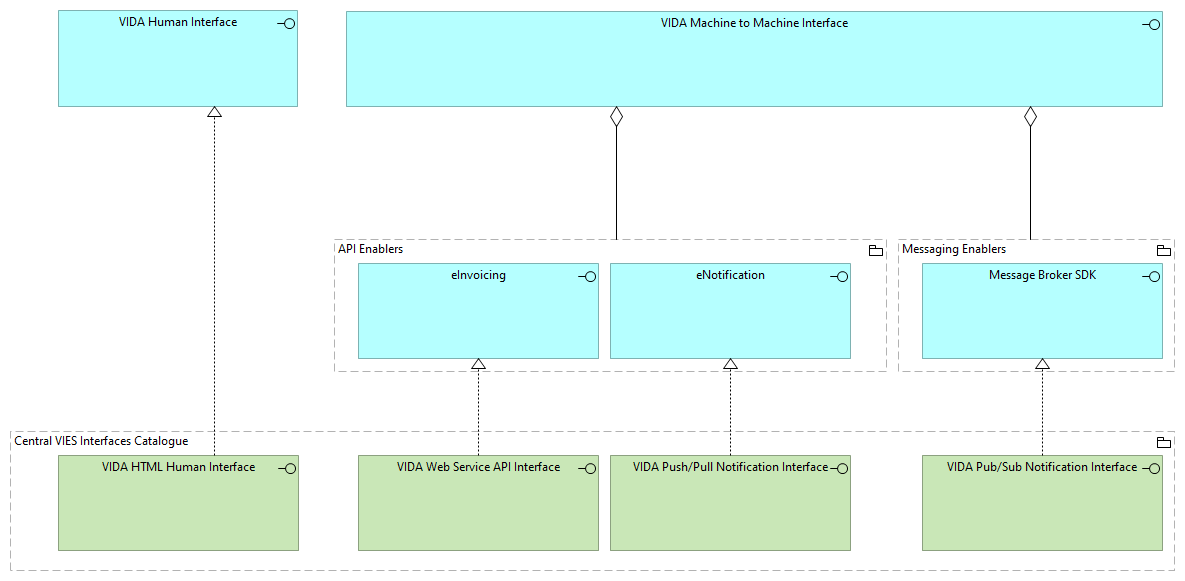 VIDA Human Interface
VIDA Machine to Machine Interface
API Enablers
Messaging Enablers
eInvoicing
eNotification
Message Broker SDK
Central VIES Interfaces Catalogue
VIDA HTML Human Interface
VIDA Web Service API Interface
VIDA Push/Pull Notification Interface
VIDA Pub/Sub Notification Interface